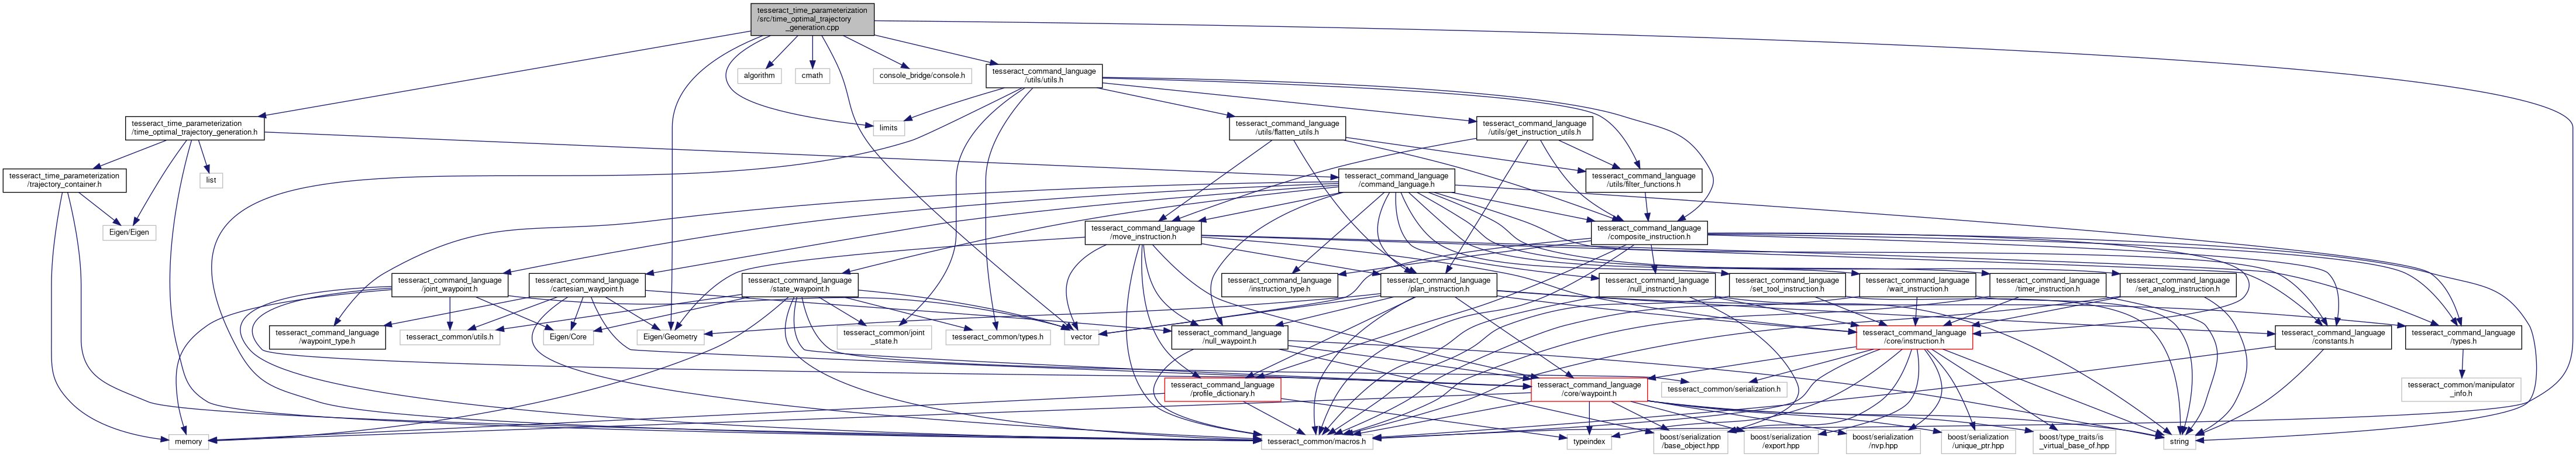 tesseract_time_parameterization
/src/time_optimal_trajectory
_generation.cpp
algorithm
cmath
console_bridge/console.h
tesseract_command_language
/utils/utils.h
tesseract_time_parameterization
/time_optimal_trajectory_generation.h
limits
tesseract_command_language
/utils/flatten_utils.h
tesseract_command_language
/utils/get_instruction_utils.h
tesseract_time_parameterization
/trajectory_container.h
list
tesseract_command_language
/command_language.h
tesseract_command_language
/utils/filter_functions.h
Eigen/Eigen
tesseract_command_language
/move_instruction.h
tesseract_command_language
/composite_instruction.h
tesseract_command_language
/joint_waypoint.h
tesseract_command_language
/cartesian_waypoint.h
tesseract_command_language
/state_waypoint.h
tesseract_command_language
/instruction_type.h
tesseract_command_language
/plan_instruction.h
tesseract_command_language
/null_instruction.h
tesseract_command_language
/set_tool_instruction.h
tesseract_command_language
/wait_instruction.h
tesseract_command_language
/timer_instruction.h
tesseract_command_language
/set_analog_instruction.h
tesseract_command_language
/waypoint_type.h
tesseract_common/utils.h
Eigen/Core
Eigen/Geometry
tesseract_common/joint
_state.h
tesseract_common/types.h
vector
tesseract_command_language
/null_waypoint.h
tesseract_command_language
/core/instruction.h
tesseract_command_language
/constants.h
tesseract_command_language
/types.h
tesseract_command_language
/profile_dictionary.h
tesseract_command_language
/core/waypoint.h
tesseract_common/serialization.h
tesseract_common/manipulator
_info.h
memory
tesseract_common/macros.h
typeindex
boost/serialization
/base_object.hpp
boost/serialization
/export.hpp
boost/serialization
/nvp.hpp
boost/serialization
/unique_ptr.hpp
boost/type_traits/is
_virtual_base_of.hpp
string